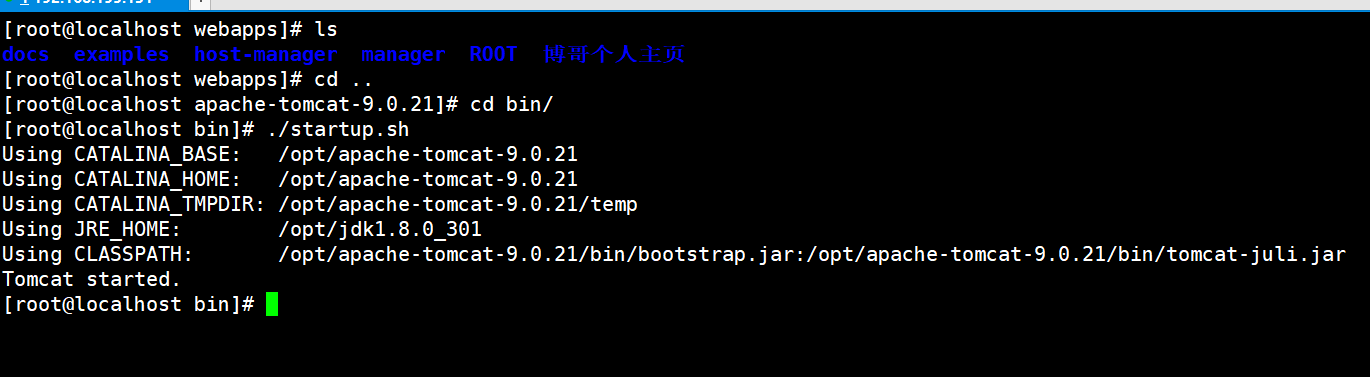 [root@localhost webapps]# ls
docs  examples  host-manager  manager  ROOT  博哥个人主页
[root@localhost webapps]# cd ..
[root@localhost apache-tomcat-9.0.21]# cd bin/
[root@localhost bin]# ./startup.sh
Using CATALINA_BASE:   /opt/apache-tomcat-9.0.21
Using CATALINA_HOME:   /opt/apache-tomcat-9.0.21
Using CATALINA_TMPDIR: /opt/apache-tomcat-9.0.21/temp
Using JRE_HOME:        /opt/jdk1.8.0_301
Using CLASSPATH:       /opt/apache-tomcat-9.0.21/bin/bootstrap.jar:/opt/apache-tomcat-9.0.21/bin/tomcat-juli.jar
Tomcat started.
[root@localhost bin]#